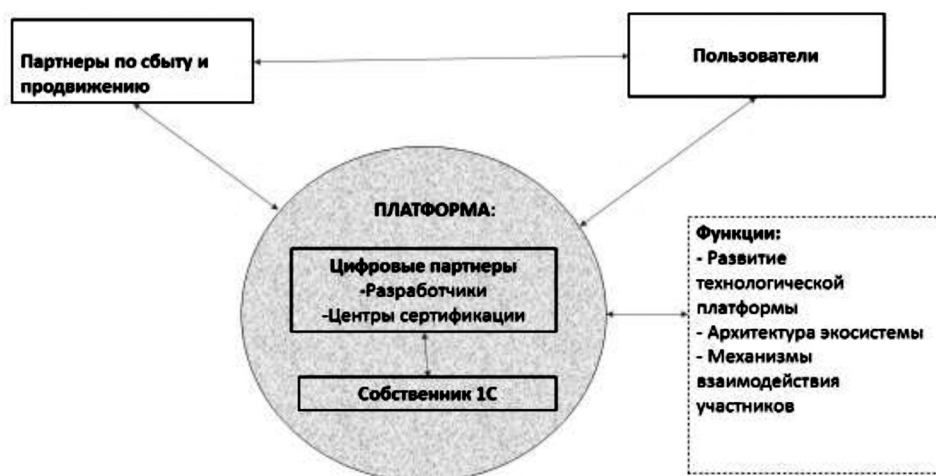 Партнеры по сбыту и
продвижению
Пользователи
ПЛАТФОРМА:
Цифровые партнеры
-Разработчики
-Центры сертификации
Собственник 1С
Функции:
- Развитие
технологической
платформы
- Архитектура экосистемы
- Механизмы
взаимодействия
участников